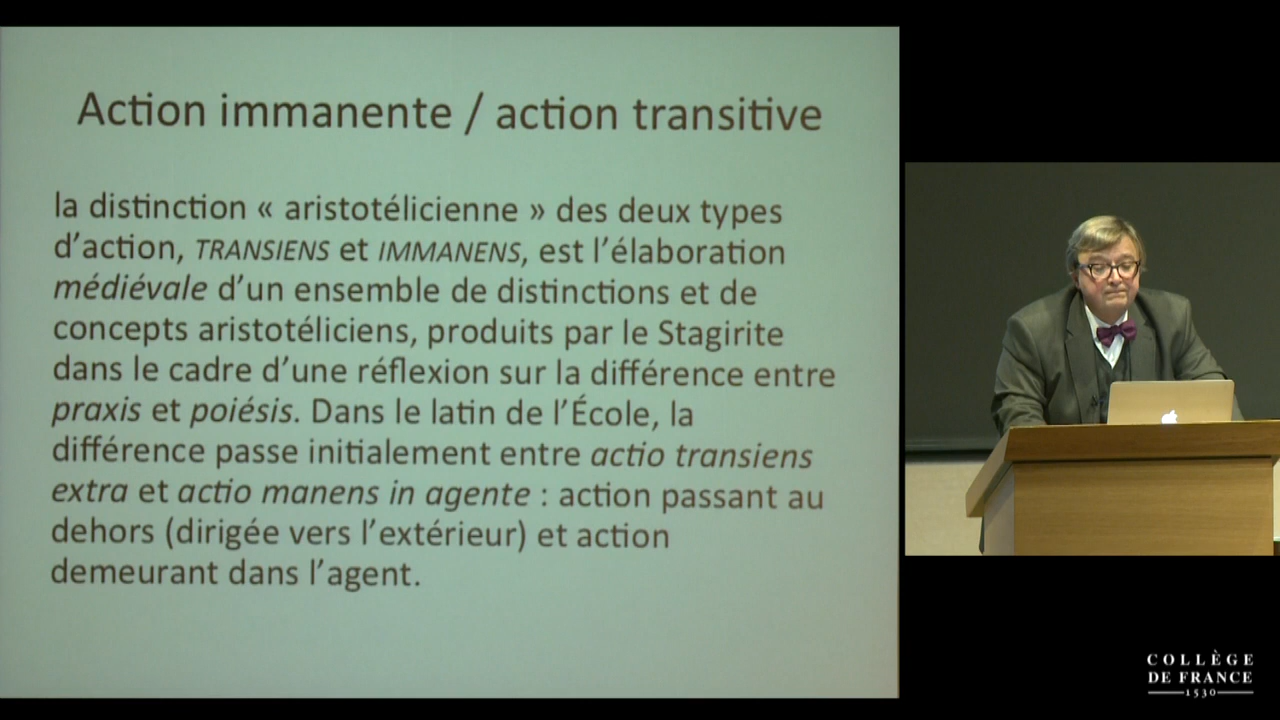 Action immanente / action transitive
la distinction « aristotélicienne » des deux types
d’action, TRANSIENS et IMMANENS, est l’élaboration
médiévale d’un ensemble de distinctions et de
concepts aristotéliciens, produits par le Stagirite
dans le cadre d’une réflexion sur la différence entre
praxis et poiésis. Dans le latin de l’École, la
différence passe initialement entre actio transiens
extra et actio manens in agente : action passant au
dehors (dirigée vers l’extérieur) et action
demeurant dans l’agent.
COLLÈGE
DE FRANCE
1530